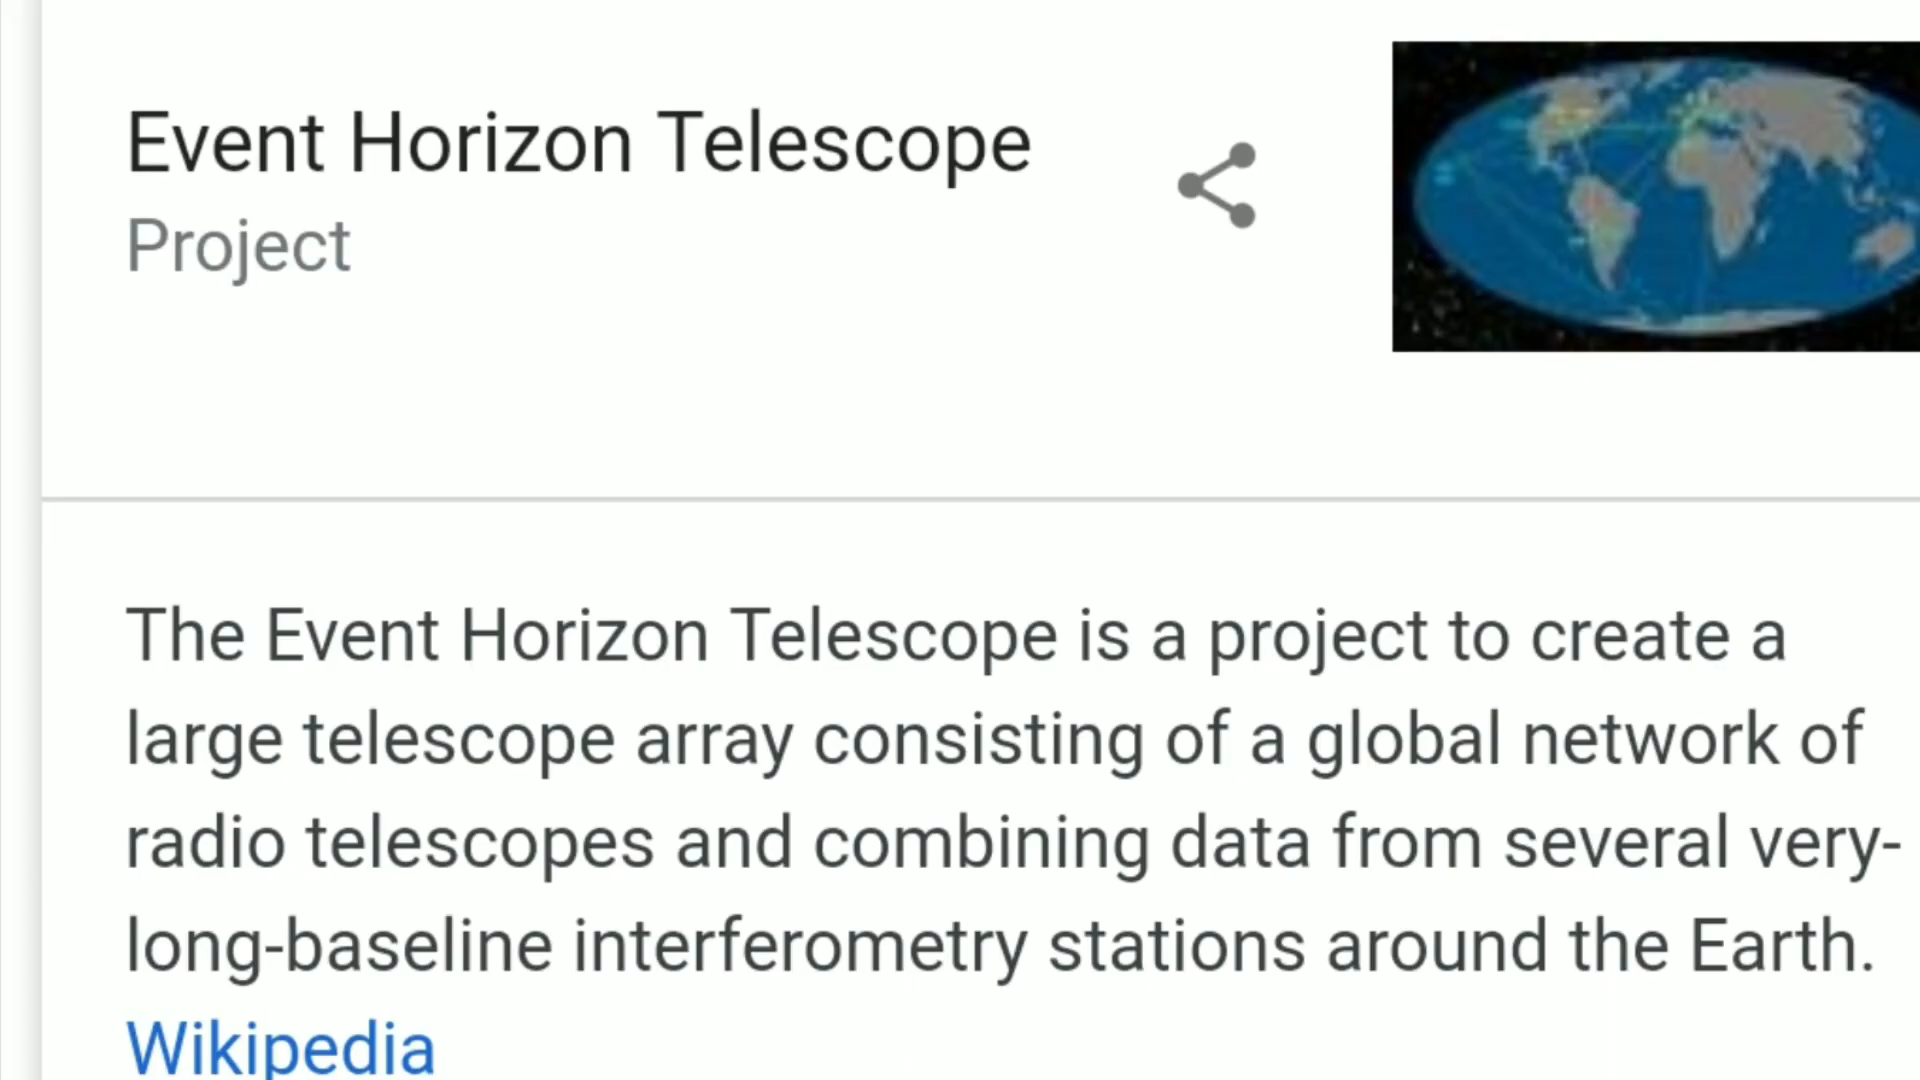 Event Horizon Telescope
Project
The Event Horizon Telescope is a project to create a
large telescope array consisting of a global network of
radio telescopes and combining data from several very-
long-baseline interferometry stations around the Earth.
Wikipedia